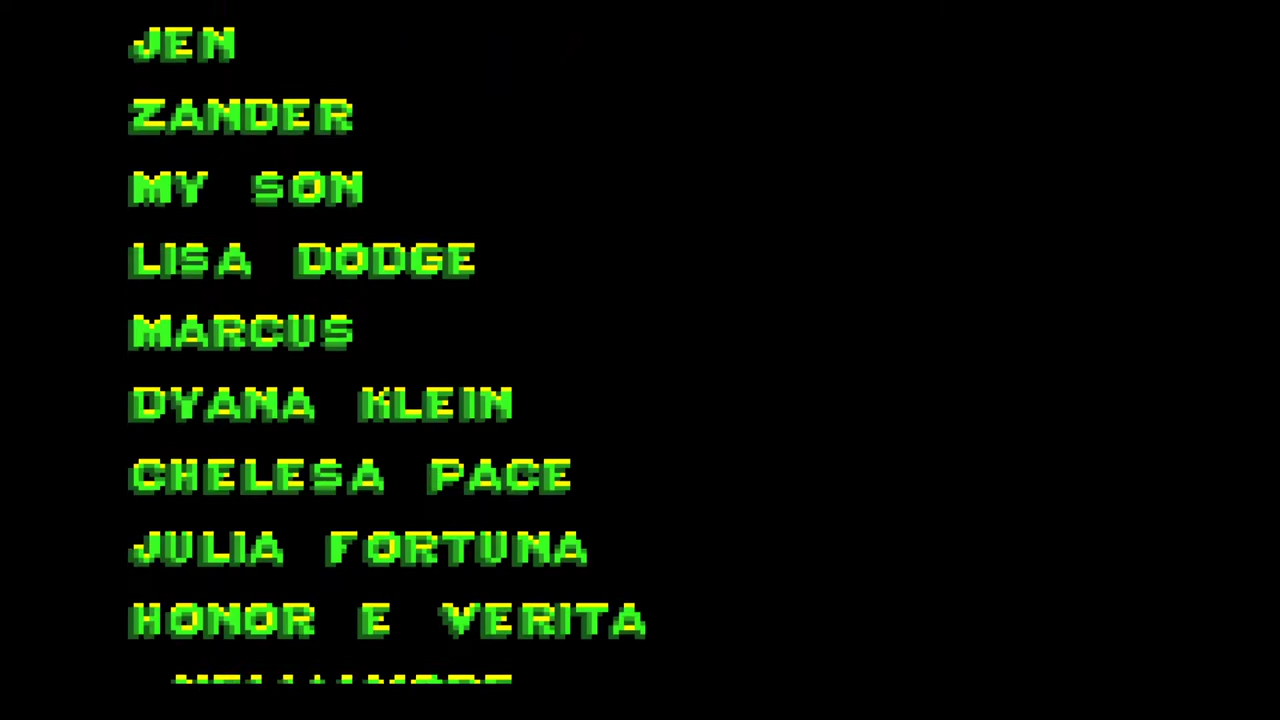 JEN
ZANDER
MY SON
LISA DODGE
MARCUS
DYANA KLEIN
CHELESA PACE
JULIA FORTUNA
HONOR E VERITA